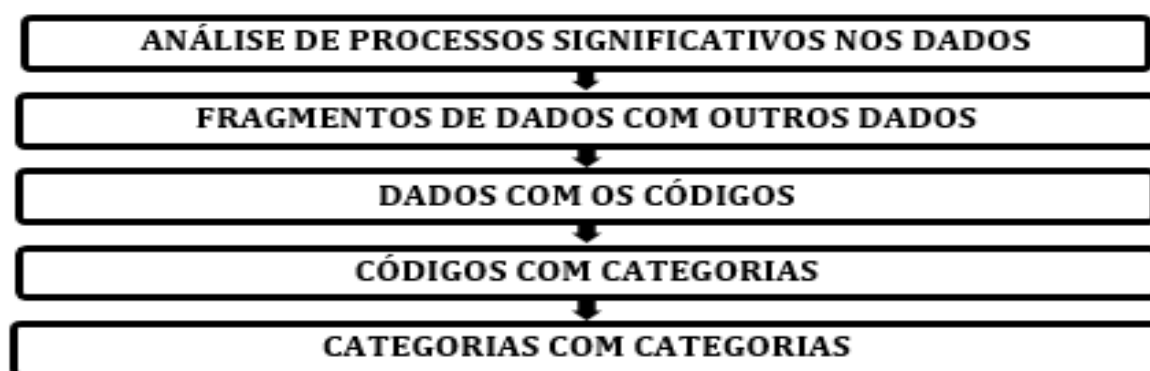 ANÁLISE DE PROCESSOS SIGNIFICATIVOS NOS DADOS
FRAGMENTOS DE DADOS COM OUTROS DADOS
DADOS COM OS CÓDIGOS
CÓDIGOS COM CATEGORIAS
CATEGORIAS COM CATEGORIAS